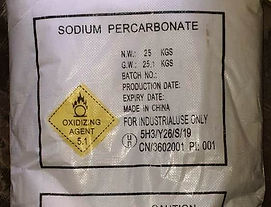 SODIUM PERCARBONATE
N.W.: 25 KGS
G.W.: 25.1 KGS
BATCH NO.:
PRODUCTION DATE:
EXPIRY DATE:
MADE IN CHINA
FOR INDUSTRIALUSE ONLY
OXIDIZING
AGENT
5.1
5H3/Y26/S/19
CN/3602001 PI: 001
CAUTION